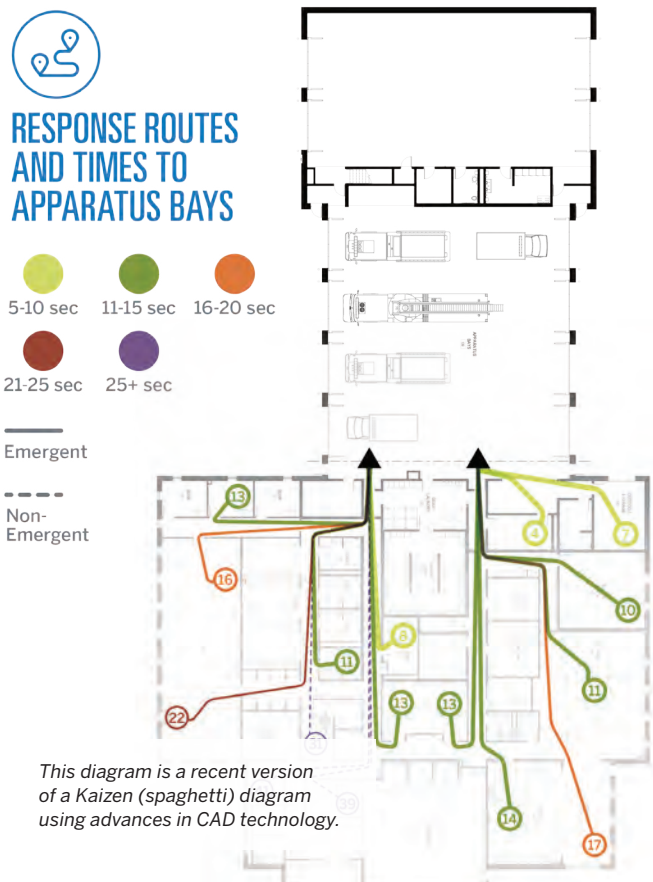 RESPONSE ROUTES
AND TIMES TO
APPARATUS BAYS
5-10 sec
11-15 sec
16-20 sec
21-25 sec
25+ sec
Emergent
Non-
Emergent
APPARATUS
BAYS
13
4
7
16
10
8
11
11
22
13
13
31
39
14
17
This diagram is a recent version
of a Kaizen (spaghetti) diagram
using advances in CAD technology.